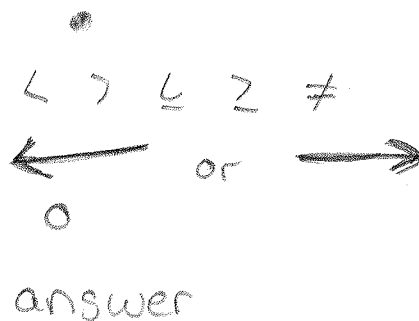 < > ≤ ≥ ≠
← or →
answer